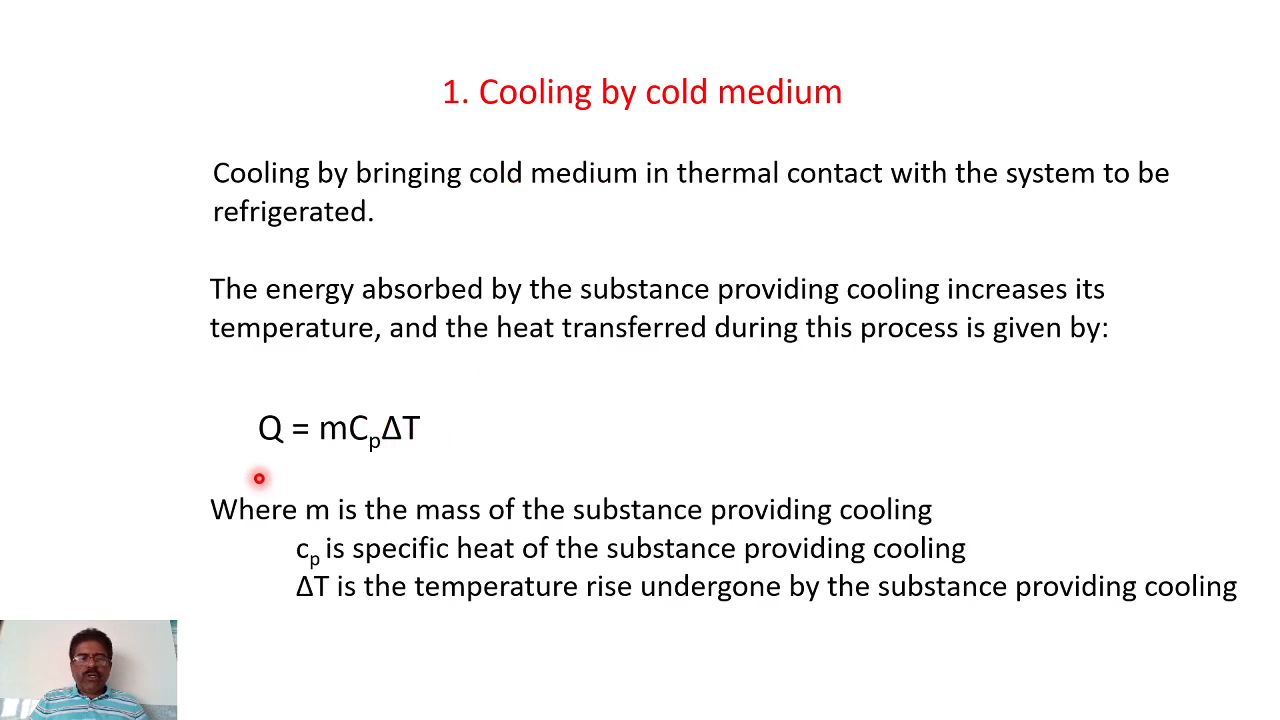 1. Cooling by cold medium
Cooling by bringing cold medium in thermal contact with the system to be
refrigerated.
The energy absorbed by the substance providing cooling increases its
temperature, and the heat transferred during this process is given by:
Q = mCpΔT
Where m is the mass of the substance providing cooling
cp is specific heat of the substance providing cooling
ΔT is the temperature rise undergone by the substance providing cooling